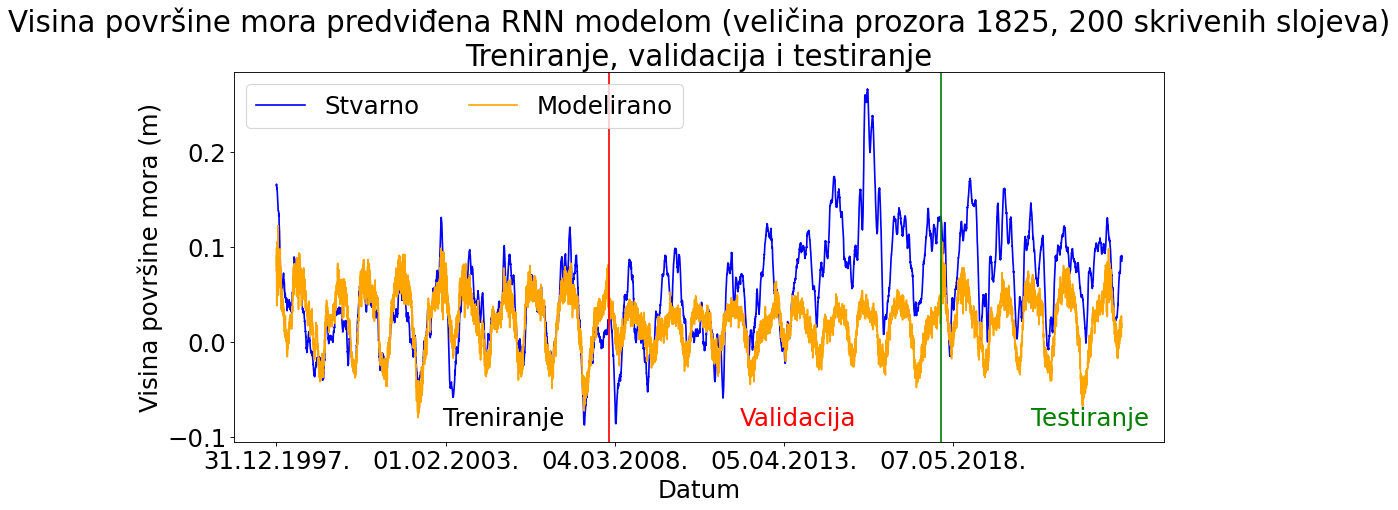 Visina površine mora predviđena RNN modelom (veličina prozora 1825, 200 skrivenih slojeva)
Treniranje, validacija i testiranje
Stvarno
Modelirano
Visina površine mora (m)
0.2
0.1
0.0
−0.1
Treniranje
Validacija
Testiranje
31.12.1997.
01.02.2003.
04.03.2008.
05.04.2013.
07.05.2018.
Datum